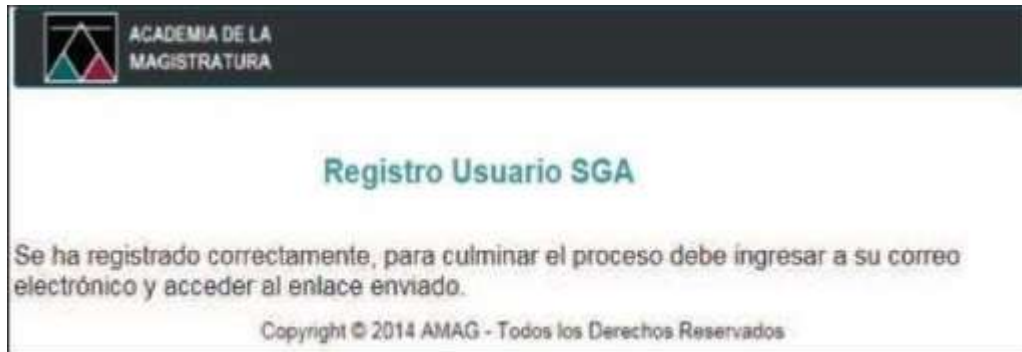 ACADEMIA DE LA
MAGISTRATURA
Registro Usuario SGA
Se ha registrado correctamente, para culminar el proceso debe ingresar a su correo
electrónico y acceder al enlace enviado.
Copyright © 2014 AMAG - Todos los Derechos Reservados